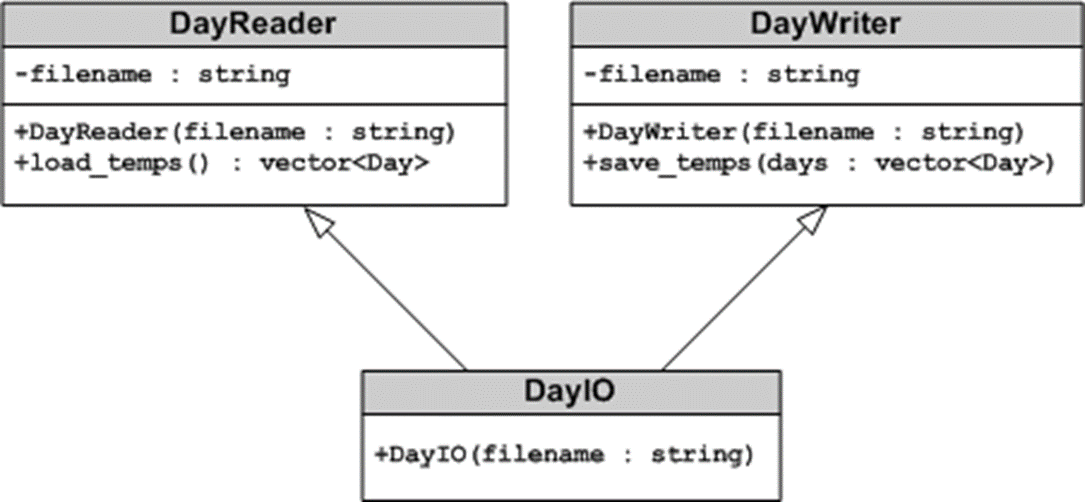 DayReader
-filename : string
+DayReader(filename : string)
+load_temps() : vector<Day>
DayWriter
-filename : string
+DayWriter(filename : string)
+save_temps(days : vector<Day>)
DayIO
+DayIO(filename : string)